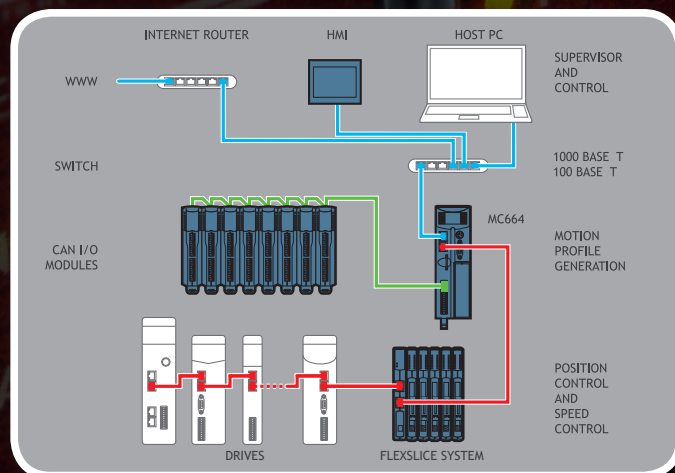 INTERNET ROUTER
HMI
HOST PC
WWW
SUPERVISOR
AND
CONTROL
SWITCH
1000 BASE T
100 BASE T
MC664
CAN I/O
MODULES
MOTION
PROFILE
GENERATION
POSITION
CONTROL
AND
SPEED
CONTROL
DRIVES
FLEXSLICE SYSTEM